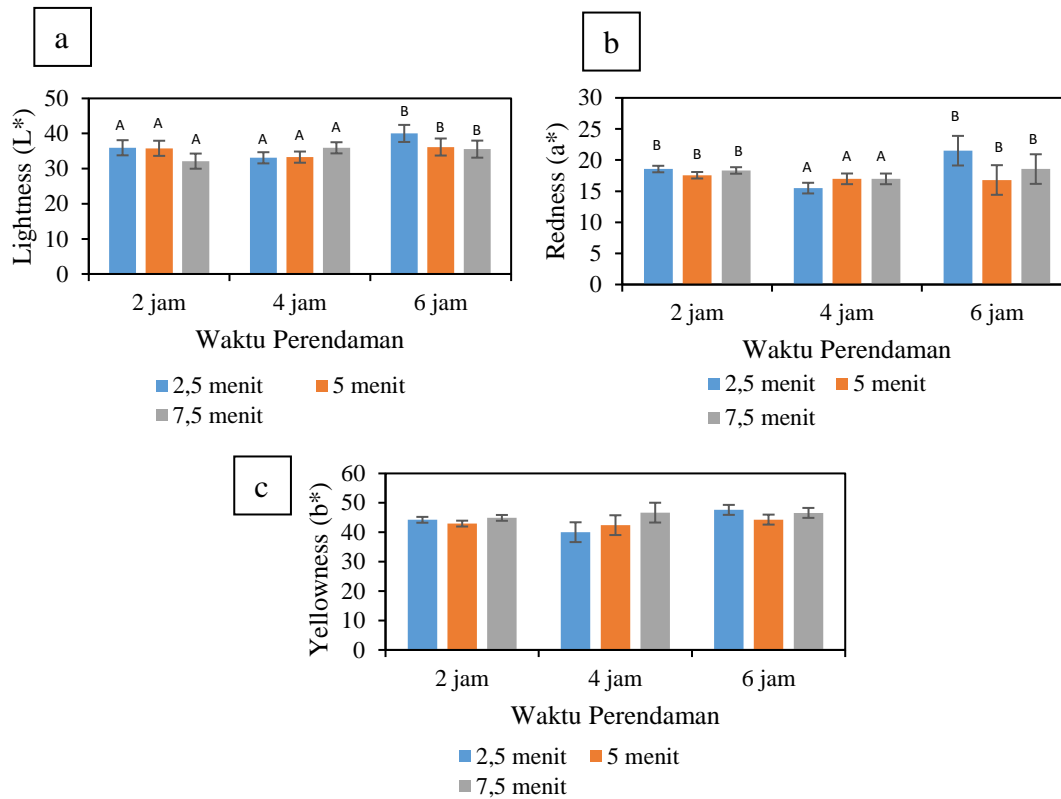 a
Lightness (L*)
50
40
30
20
10
0
A A A A A A B B B
2 jam 4 jam 6 jam
Waktu Perendaman
2,5 menit 5 menit
7,5 menit
b
Redness (a*)
30
25
20
15
10
5
0
B B B A A A B B B
2 jam 4 jam 6 jam
Waktu Perendaman
2,5 menit 5 menit
7,5 menit
c
Yellowness (b*)
60
50
40
30
20
10
0
2 jam 4 jam 6 jam
Waktu Perendaman
2,5 menit 5 menit
7,5 menit